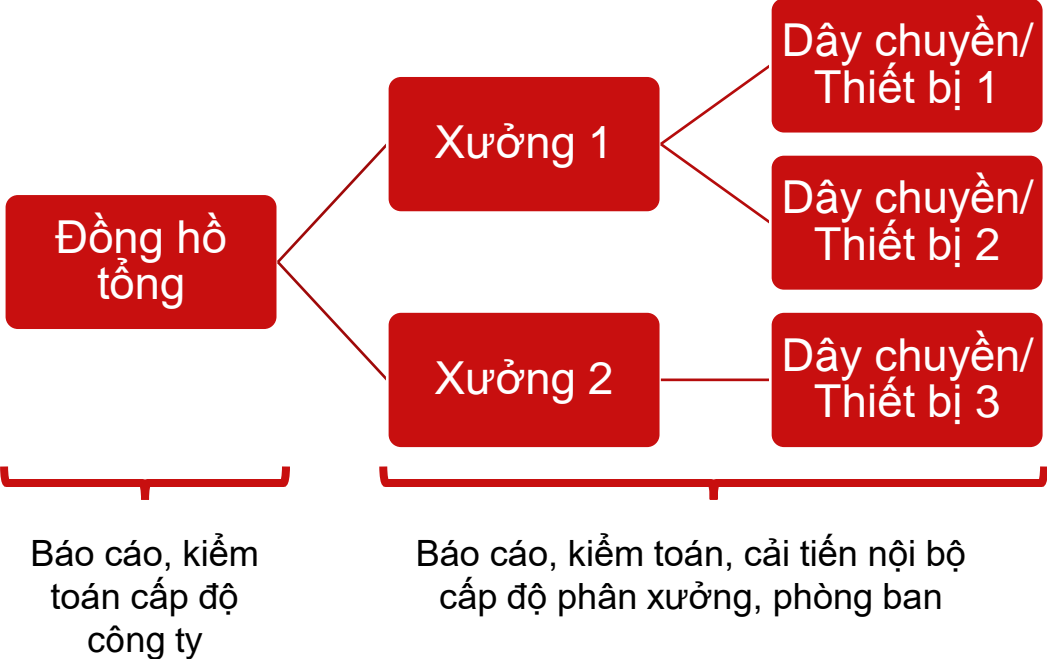 Đồng hồ
tổng
Xưởng 1
Xưởng 2
Dây chuyền/
Thiết bị 1
Dây chuyền/
Thiết bị 2
Dây chuyền/
Thiết bị 3
Báo cáo, kiểm
toán cấp độ
công ty
Báo cáo, kiểm toán, cải tiến nội bộ
cấp độ phân xưởng, phòng ban